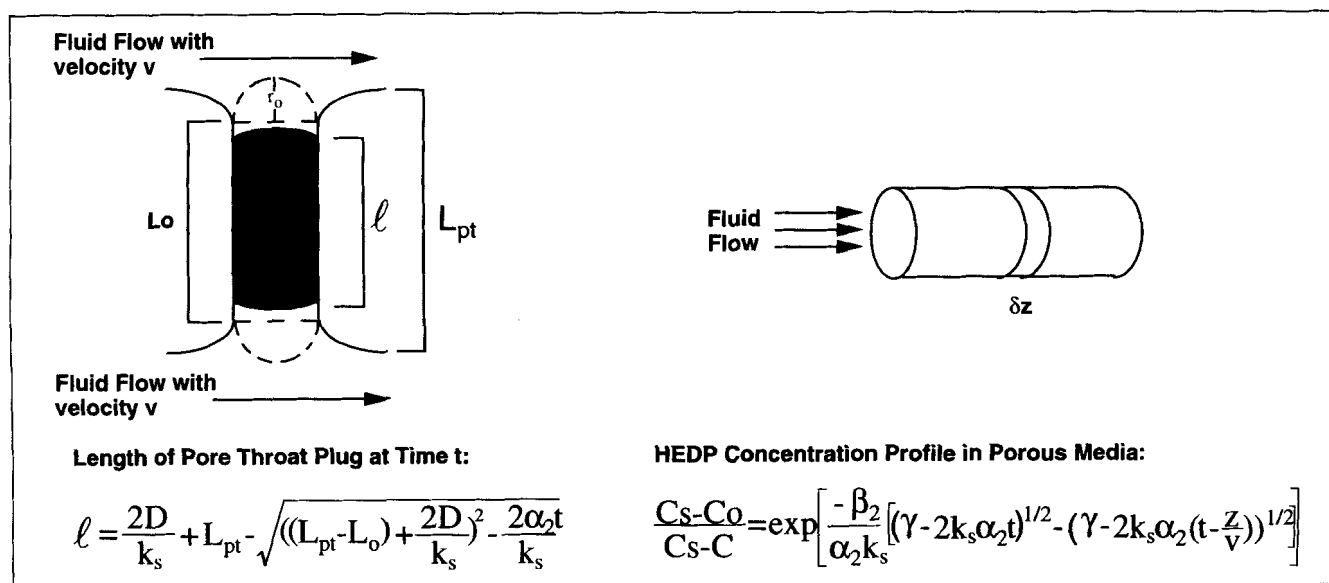 Fluid Flow with
velocity v
r₀
Lo
ℓ
L_pt
Fluid Flow with
velocity v
Length of Pore Throat Plug at Time t:
ℓ = 2D/k_s + L_pt - √(((L_pt-L_o) + 2D/k_s)² - 2α₂t/k_s)
Fluid
Flow
δz
HEDP Concentration Profile in Porous Media:
Cs-Co/Cs-C = exp[-β₂/α₂k_s[(γ-2k_sα₂t)^1/2 - (γ-2k_sα₂(t-z/v))^1/2]]